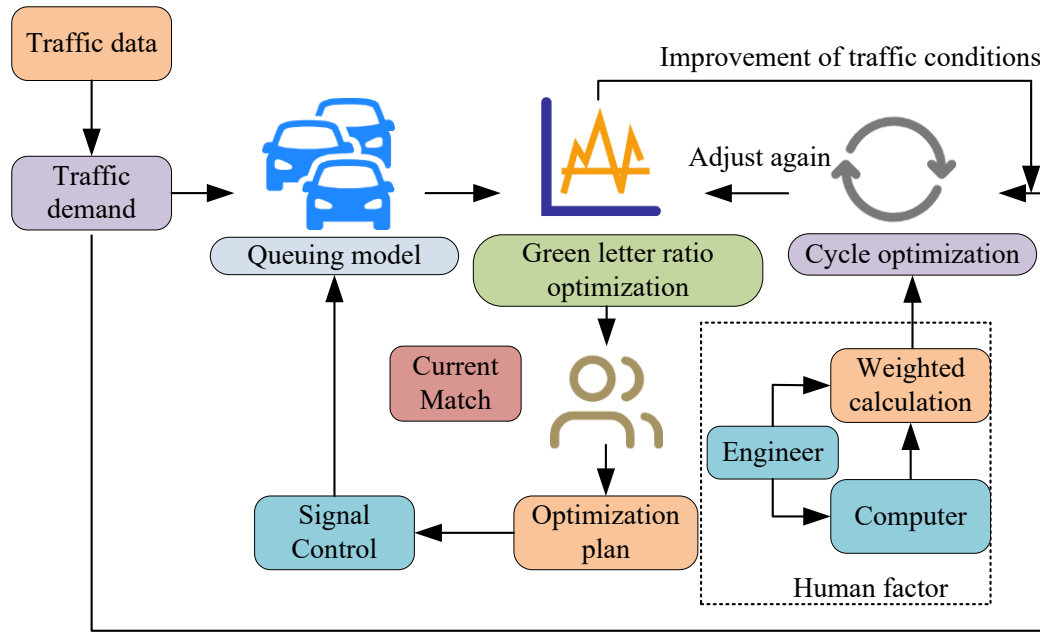 Traffic data
Improvement of traffic conditions
Traffic
demand
Adjust again
Queuing model
Green letter ratio
optimization
Cycle optimization
Current
Match
Weighted
calculation
Engineer
Signal
Control
Optimization
plan
Computer
Human factor